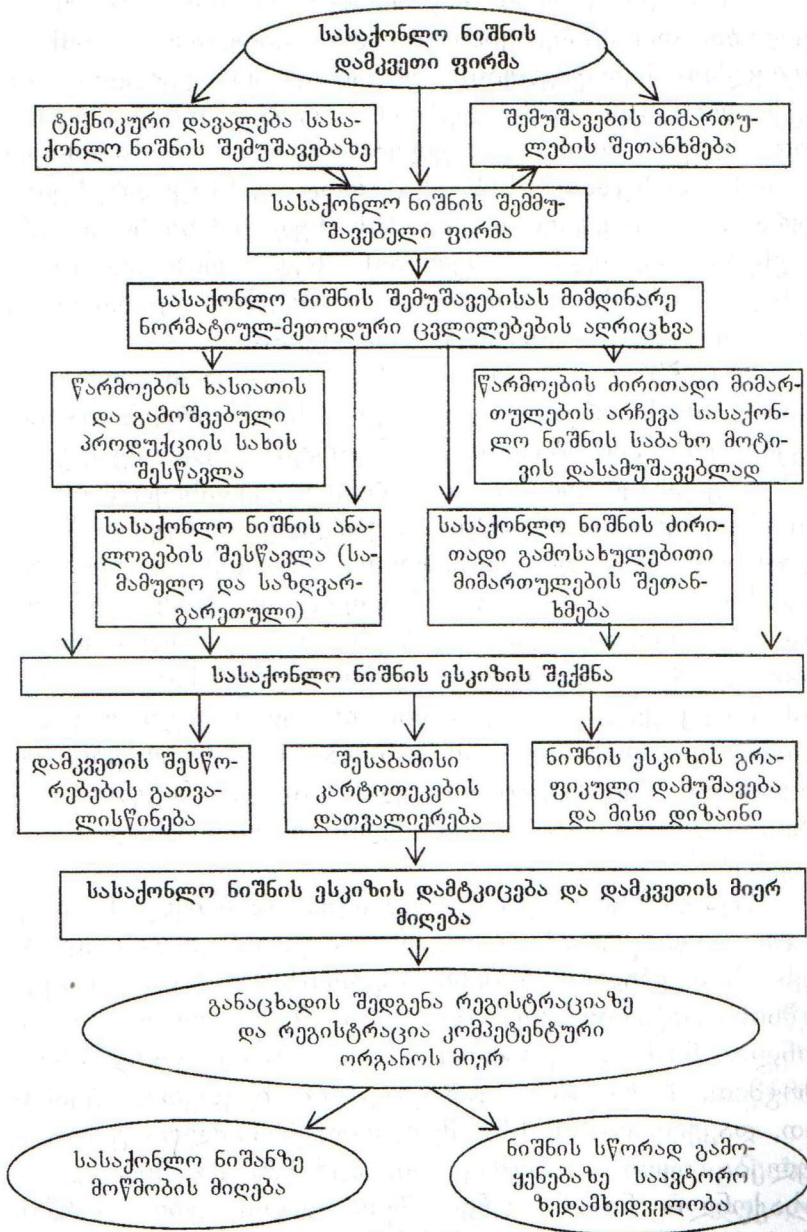 სასაქონლო ნიშნის
დამკვეთი ფირმა
ტექნიკური დავალება სასა-
ქონლო ნიშნის შემუშავებაზე
შემუშავების მიმართუ-
ლების შეთანხმება
სასაქონლო ნიშნის შემმუ-
შავებელი ფირმა
სასაქონლო ნიშნის შემუშავებისას მიმდინარე
ნორმატიულ-მეთოდური ცვლილებების აღრიცხვა
წარმოების ხასიათის
და გამოშვებული
პროდუქციის სახის
შესწავლა
წარმოების ძირითადი მიმარ-
თულების არჩევა სასაქონ-
ლო ნიშნის საბაზო მოტი-
ვის დასამუშავებლად
სასაქონლო ნიშნის ანა-
ლოგების შესწავლა (სა-
მამულო და საზღვარ-
გარეთული)
სასაქონლო ნიშნის ძირი-
თადი გამოსახულებითი
მიმართულების შეთან-
ხმება
სასაქონლო ნიშნის ესკიზის შექმნა
დამკვეთის შესწო-
რებების გათვა-
ლისწინება
შესაბამისი
კარტოთეკების
დათვალიერება
ნიშნის ესკიზის გრა-
ფიკული დამუშავება
და მისი დიზაინი
სასაქონლო ნიშნის ესკიზის დამტკიცება და დამკვეთის მიერ
მიღება
განაცხადის შედგენა რეგისტრაციაზე
და რეგისტრაცია კომპეტენტური
ორგანოს მიერ
სასაქონლო ნიშანზე
მოწმობის მიღება
ნიშნის სწორად გამო-
ყენებაზე საავტორო
ზედამხედველობა